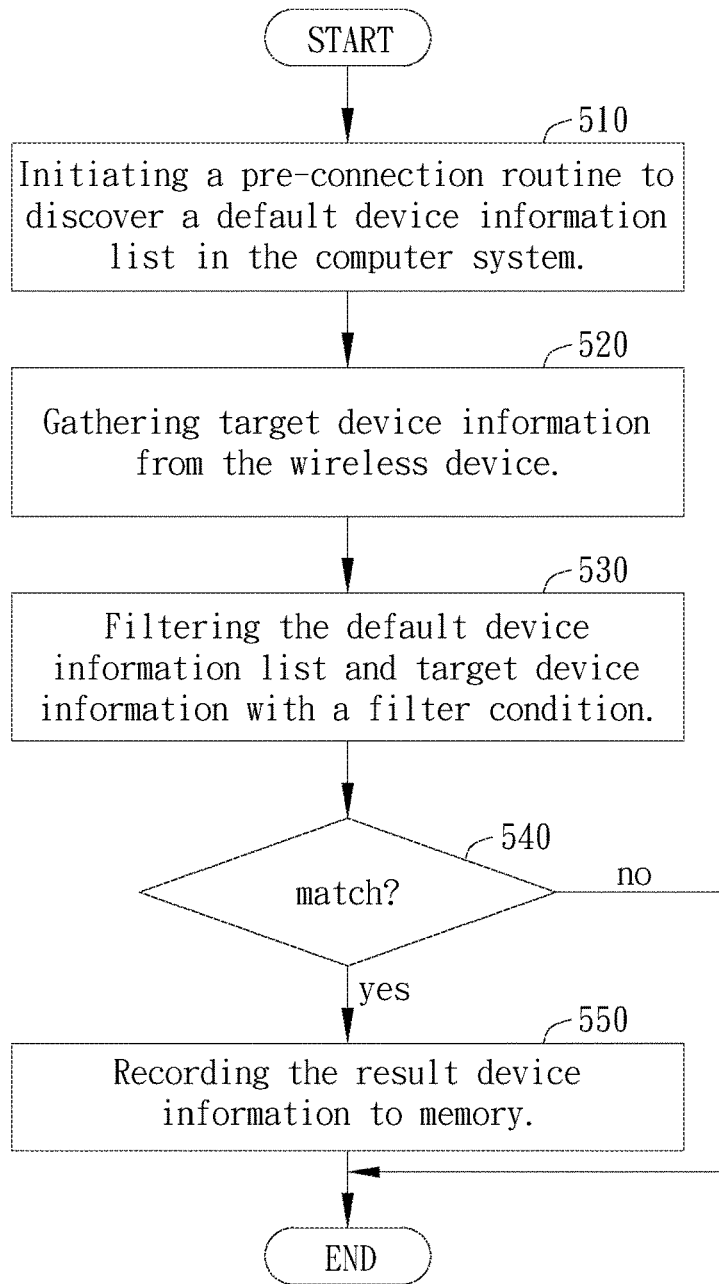 START
510
Initiating a pre-connection routine to
discover a default device information
list in the computer system.
520
Gathering target device information
from the wireless device.
530
Filtering the default device
information list and target device
information with a filter condition.
540
match?
no
yes
550
Recording the result device
information to memory.
END